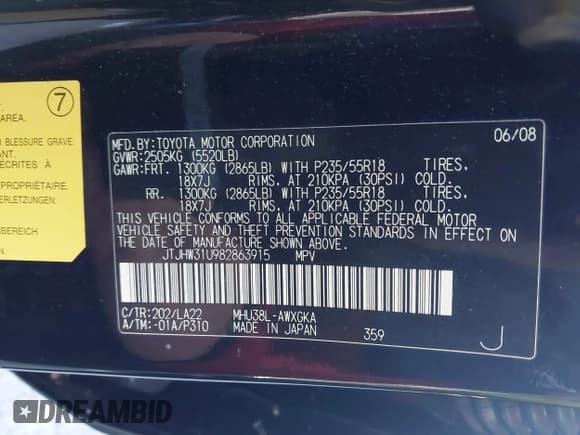 7
AREA.
BLESSURE GRAVE
ANT.
DÉCRITES À
PROPRIÉTAIRE.
ERLETZUNGEN:
BEREICH
MFD.BY:TOYOTA MOTOR CORPORATION 06/08
GVWR:2505KG (5520LB)
GAWR:FRT. 1300KG (2865LB) WITH P235/55R18 TIRES,
18X7J RIMS, AT 210KPA (30PSI) COLD.
RR. 1300KG (2865LB) WITH P235/55R18 TIRES,
18X7J RIMS, AT 210KPA (30PSI) COLD.
THIS VEHICLE CONFORMS TO ALL APPLICABLE FEDERAL MOTOR
VEHICLE SAFETY AND THEFT PREVENTION STANDARDS IN EFFECT ON
THE DATE OF MANUFACTURE SHOWN ABOVE.
JTJHW31U982863915 MPV
C/TR:202/LA22 MHU38L-AWXGKA
A/TM:-01A/P310 MADE IN JAPAN 359 J
DREAMBID